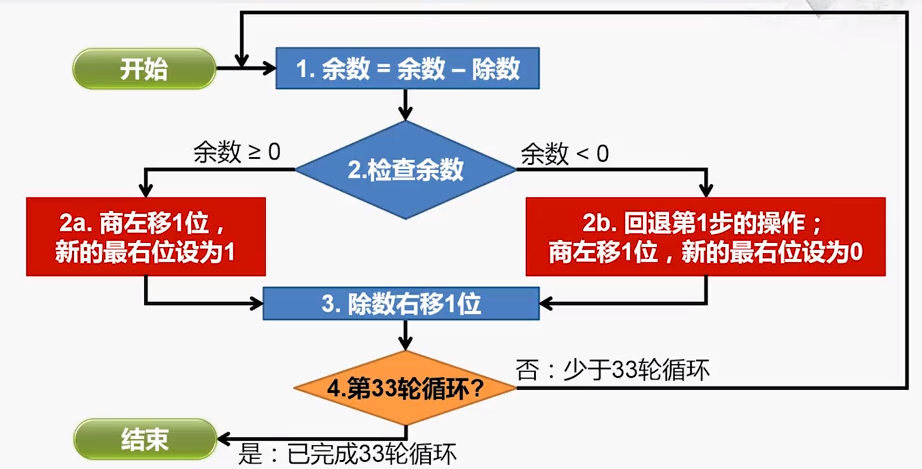 开始
1. 余数 = 余数 – 除数
2.检查余数
余数 ≥ 0
余数 < 0
2a. 商左移1位，
新的最右位设为1
2b. 回退第1步的操作；
商左移1位，新的最右位设为0
3. 除数右移1位
4.第33轮循环?
否：少于33轮循环
是：已完成33轮循环
结束